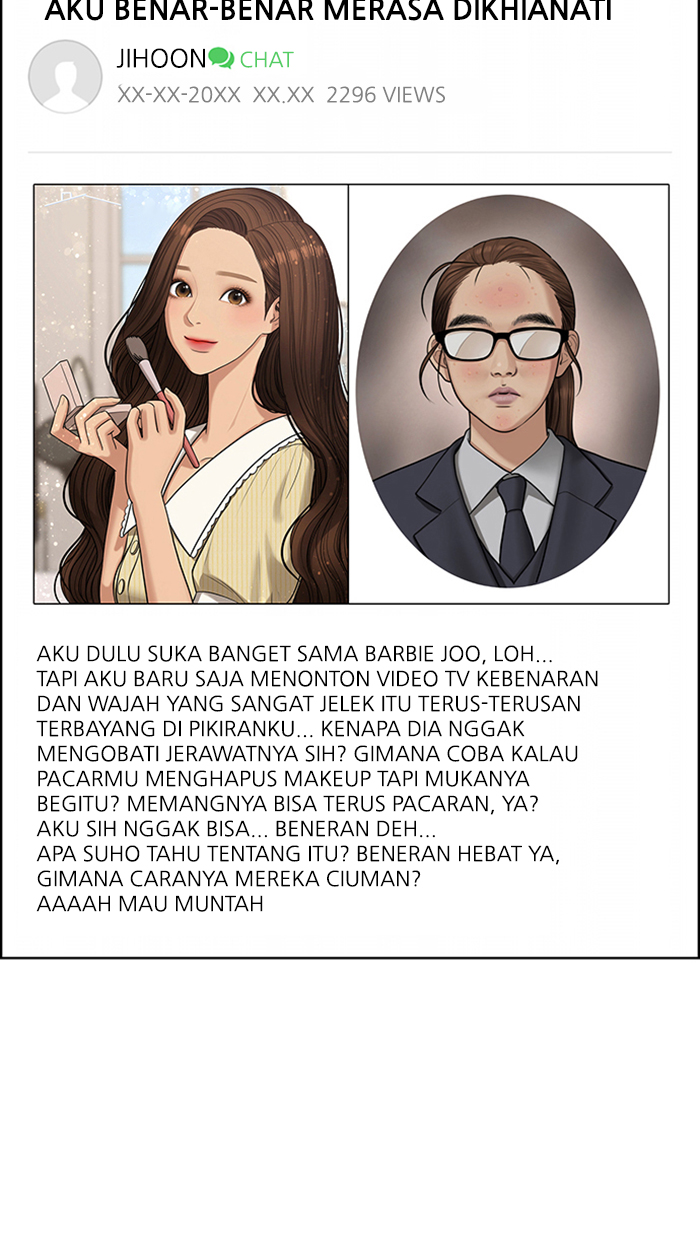 AKU BENAR-BENAR MERASA DIKHIANATI
JIHOON CHAT
XX-XX-20XX XX.XX 2296 VIEWS
AKU DULU SUKA BANGET SAMA BARBIE JOO, LOH...
TAPI AKU BARU SAJA MENONTON VIDEO TV KEBENARAN
DAN WAJAH YANG SANGAT JELEK ITU TERUS-TERUSAN
TERBAYANG DI PIKIRANKU... KENAPA DIA NGGAK
MENGOBATI JERAWATNYA SIH? GIMANA COBA KALAU
PACARMU MENGHAPUS MAKEUP TAPI MUKANYA
BEGITU? MEMANGNYA BISA TERUS PACARAN, YA?
AKU SIH NGGAK BISA... BENERAN DEH...
APA SUHO TAHU TENTANG ITU? BENERAN HEBAT YA,
GIMANA CARANYA MEREKA CIUMAN?
AAAAH MAU MUNTAH